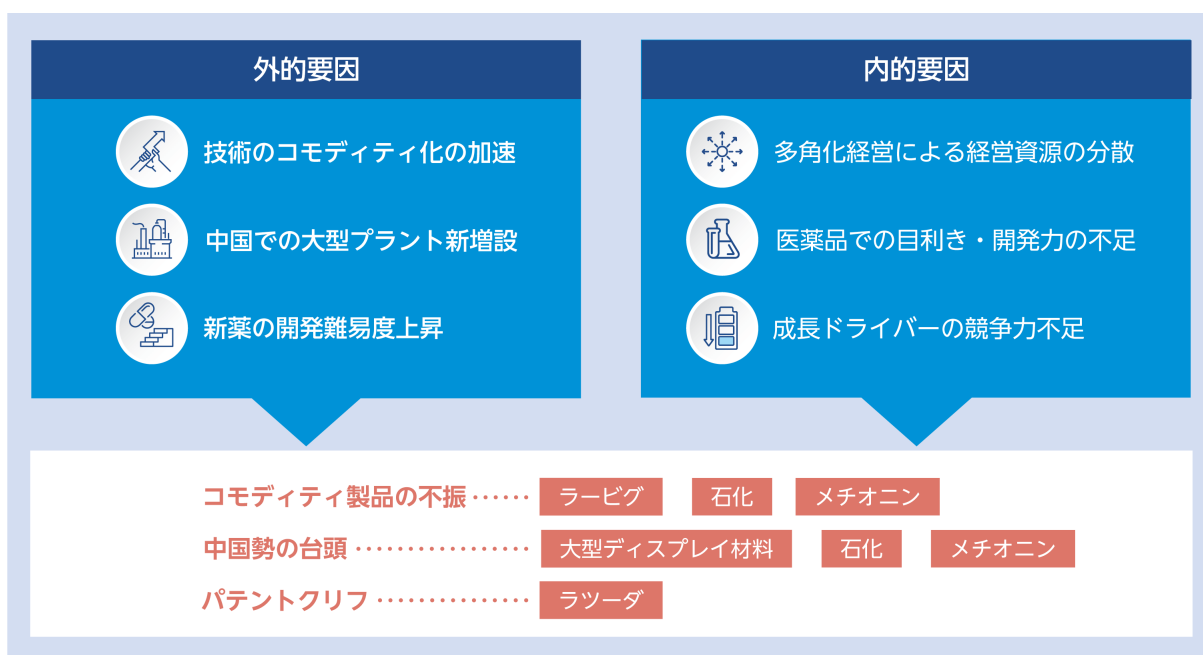 外的要因
技術のコモディティ化の加速
中国での大型プラント新増設
新薬の開発難易度上昇
内的要因
多角化経営による経営資源の分散
医薬品での目利き・開発力の不足
成長ドライバーの競争力不足
コモディティ製品の不振…… ラービグ 石化 メチオニン
中国勢の台頭……………… 大型ディスプレイ材料 石化 メチオニン
パテントクリフ…………… ラツーダ